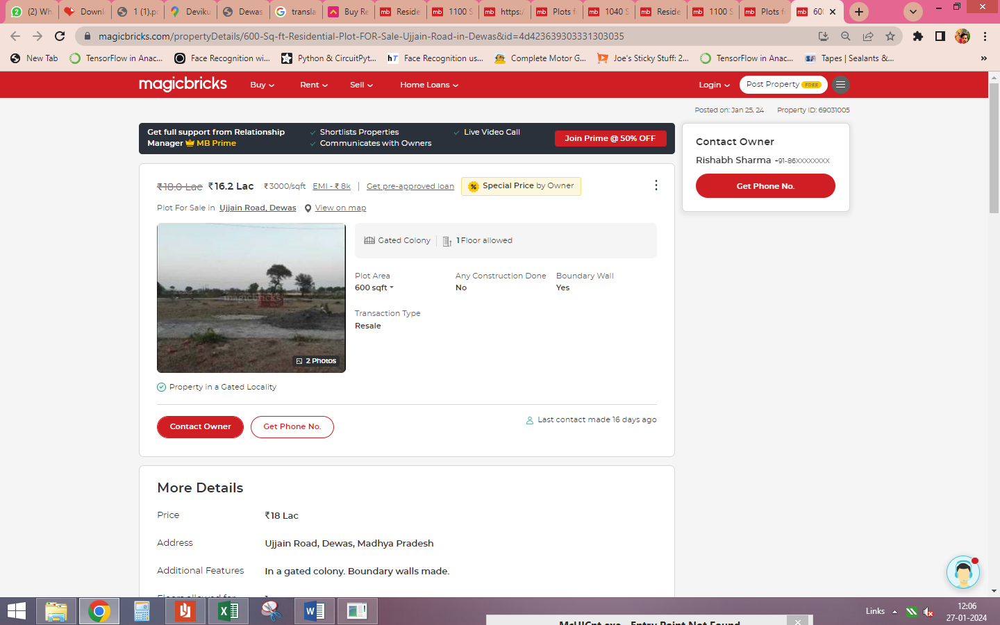 (2) Wh
Downl
1 (1).p
Deviku
Dewas
transla
Buy Re
Reside
1100 S
https:/
Plots f
1040 S
Reside
1100 S
Plots f
600
magicbricks.com/propertyDetails/600-Sq-ft-Residential-Plot-FOR-Sale-Ujjain-Road-in-Dewas&id=4d423639303331303035
New Tab
TensorFlow in Anac...
Face Recognition wi...
Python & CircuitPyt...
hT Face Recognition us...
Complete Motor G...
Joe's Sticky Stuff: 2...
TensorFlow in Anac...
Tapes | Sealants &...
»
magicbricks
Buy
Rent
Sell
Home Loans
Login
Post Property FREE
Posted on: Jan 25, 24 Property ID: 69031005
Get full support from Relationship
Manager MB Prime
Shortlists Properties
Communicates with Owners
Live Video Call
Join Prime @ 50% OFF
Contact Owner
Rishabh Sharma +91-86XXXXXXXX
Get Phone No.
₹18.0 Lac ₹16.2 Lac ₹3000/sqft EMI - ₹ 8k | Get pre-approved loan
Special Price by Owner
Plot For Sale in Ujjain Road, Dewas View on map
magicbricks
2 Photos
Gated Colony
1 Floor allowed
Plot Area
600 sqft
Any Construction Done
No
Boundary Wall
Yes
Transaction Type
Resale
Property in a Gated Locality
Contact Owner
Get Phone No.
Last contact made 16 days ago
More Details
Price ₹18 Lac
Address Ujjain Road, Dewas, Madhya Pradesh
Additional Features In a gated colony. Boundary walls made.
Floors allowed for 1
Links
12:06
27-01-2024
McUICnt.exe - Entry Point Not Found